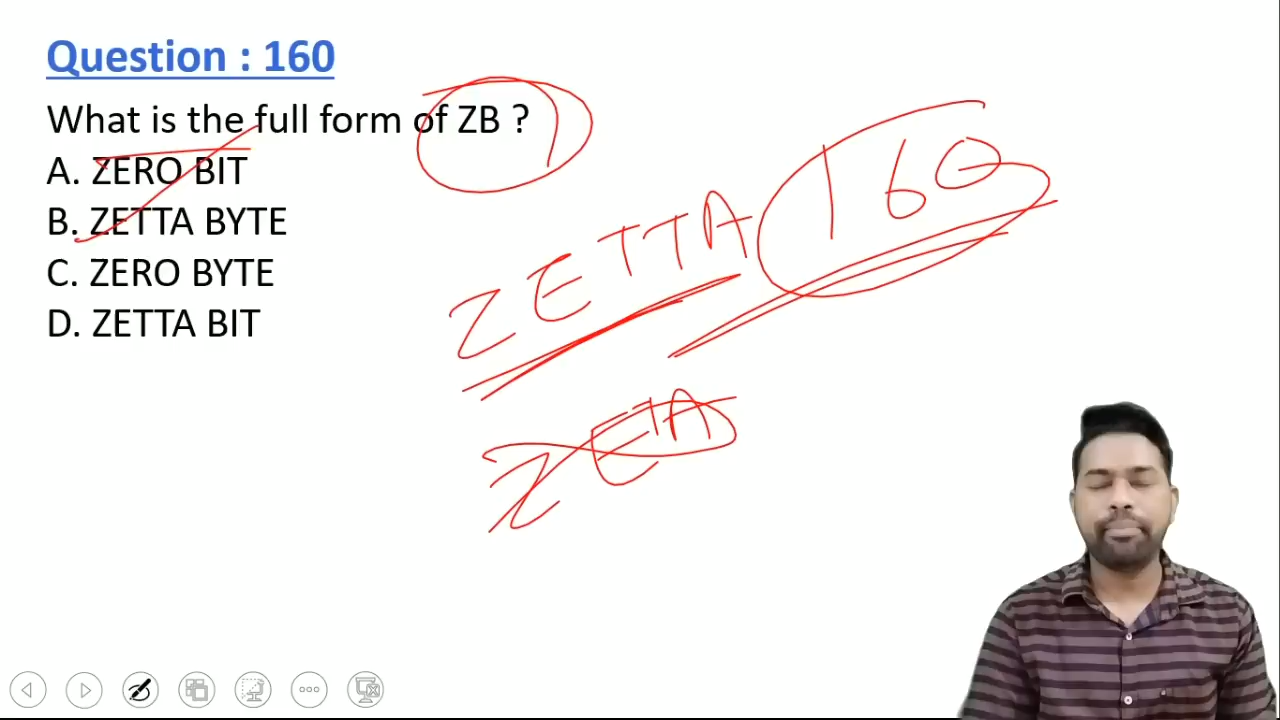 Question : 160
What is the full form of ZB ?
A. ZERO BIT
B. ZETTA BYTE
C. ZERO BYTE
D. ZETTA BIT
160
ZETTA
ZETA